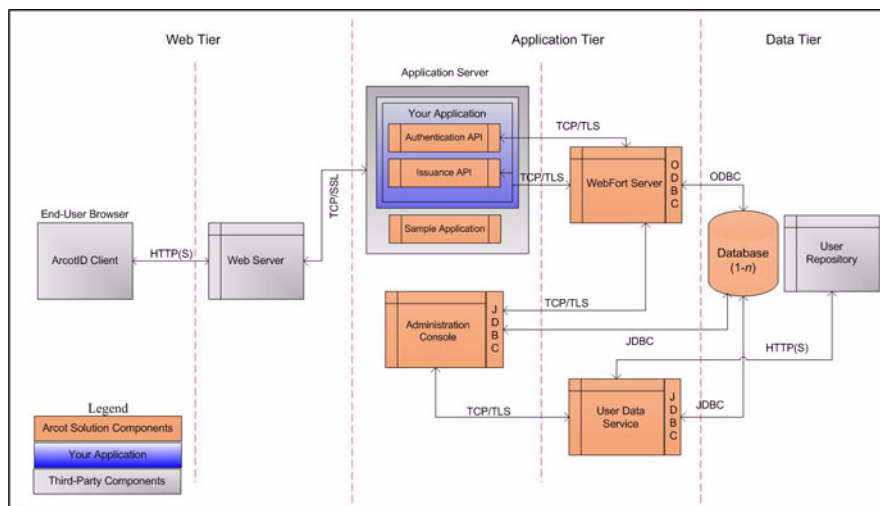 Web Tier
Application Tier
Data Tier
Application Server
Your Application
Authentication API
Issuance API
Sample Application
TCP/TLS
TCP/TLS
WebFort Server
ODBC
ODBC
Database
(1-n)
User
Repository
TCP/SSL
End-User Browser
ArcotID Client
HTTP(S)
Web Server
TCP/TLS
Administration
Console
JDBC
JDBC
HTTP(S)
TCP/TLS
User Data
Service
JDBC
JDBC
Legend
Arcot Solution Components
Your Application
Third-Party Components